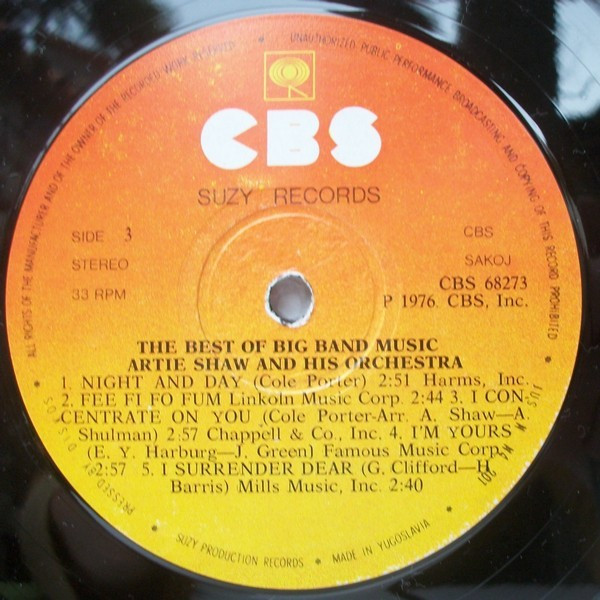 ALL RIGHTS OF THE MANUFACTURER AND OF THE OWNER OF THE RECORDED WORK RESERVED • UNAUTHORIZED PUBLIC PERFORMANCE BROADCASTING AND COPYING OF THIS RECORD PROHIBITED •
CBS
SUZY RECORDS
SIDE 3
STEREO
33 RPM
CBS
SAKOJ
CBS 68273
P 1976. CBS, Inc.
THE BEST OF BIG BAND MUSIC
ARTIE SHAW AND HIS ORCHESTRA
1. NIGHT AND DAY (Cole Porter) 2:51 Harms, Inc.
2. FEE FI FO FUM Linkoln Music Corp. 2:44 3. I CON-
CENTRATE ON YOU (Cole Porter-Arr. A. Shaw—A.
Shulman) 2:57 Chappell & Co., Inc. 4. I'M YOURS
(E. Y. Harburg—J. Green) Famous Music Corp.
2:57 5. I SURRENDER DEAR (G. Clifford—H.
Barris) Mills Music, Inc. 2:40
PRESSED BY
• SUZY PRODUCTION RECORDS • MADE IN YUGOSLAVIA •